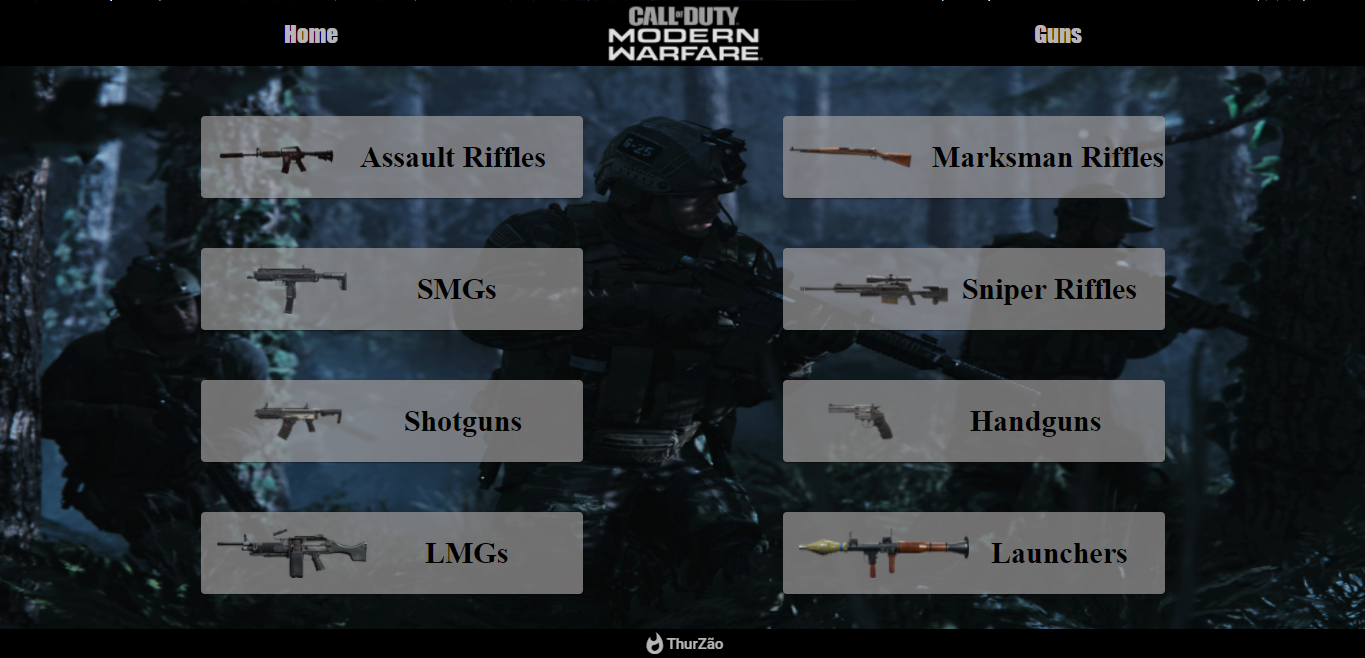 Home
CALL OF DUTY
MODERN
WARFARE
Guns
G-25
Assault Riffles
Marksman Riffles
SMGs
Sniper Riffles
Shotguns
Handguns
LMGs
Launchers
ThurZão